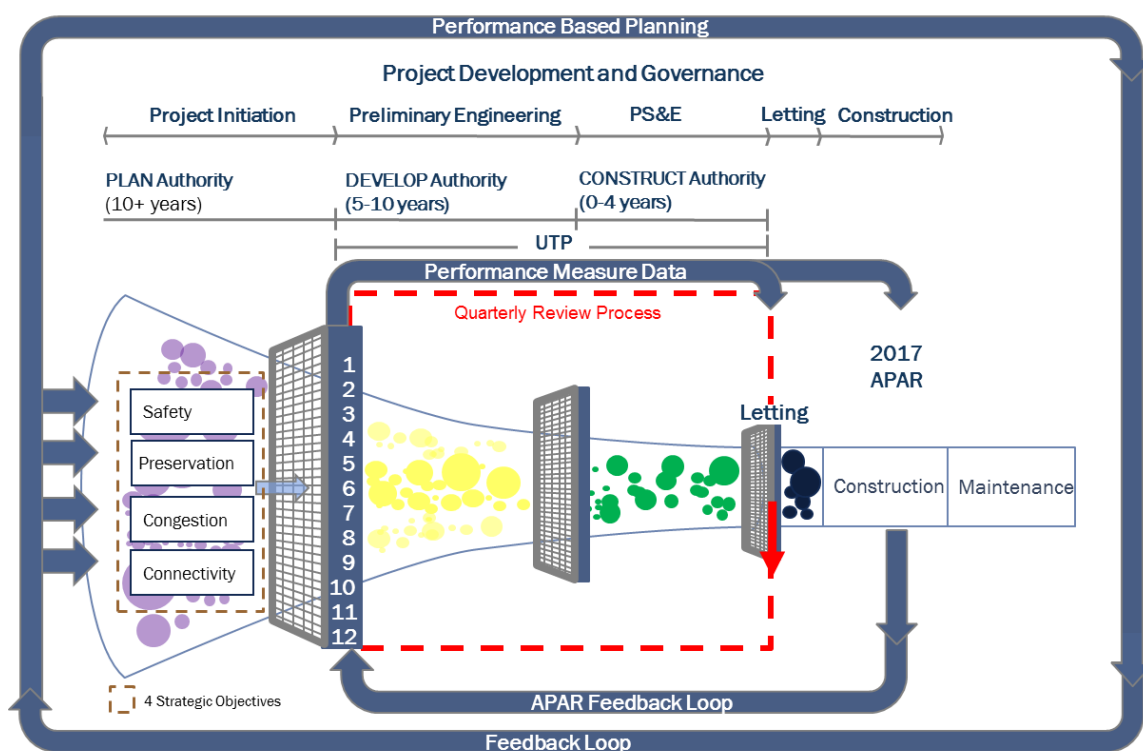 Performance Based Planning
Project Development and Governance
Project Initiation
Preliminary Engineering
PS&E
Letting
Construction
PLAN Authority
(10+ years)
DEVELOP Authority
(5-10 years)
CONSTRUCT Authority
(0-4 years)
UTP
Performance Measure Data
Quarterly Review Process
2017
APAR
1
2
3
4
5
6
7
8
9
10
11
12
Safety
Preservation
Congestion
Connectivity
Letting
Construction
Maintenance
4 Strategic Objectives
APAR Feedback Loop
Feedback Loop